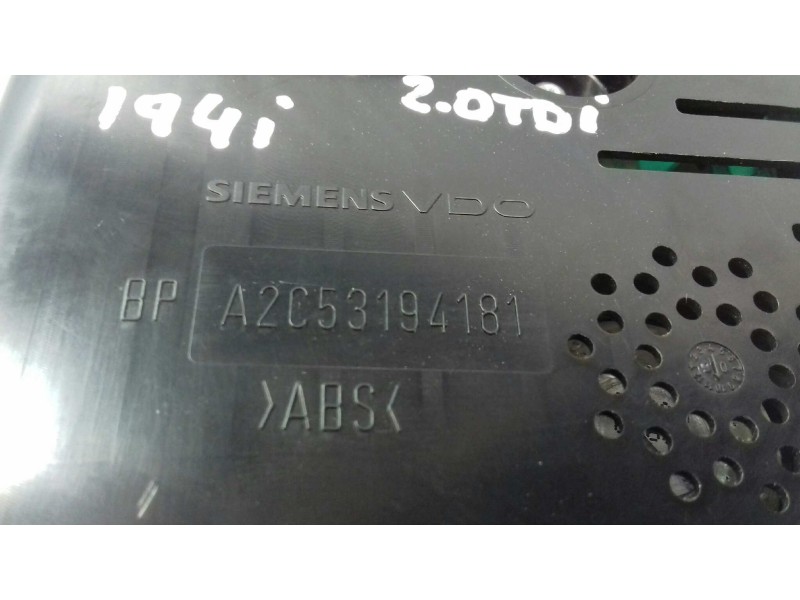 194i 2.0TDi
SIEMENS VDO
BP A2C53194181
>ABS<